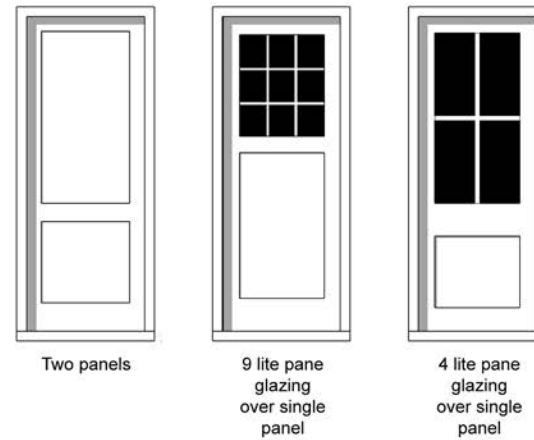 Two panels
9 lite pane
glazing
over single
panel
4 lite pane
glazing
over single
panel